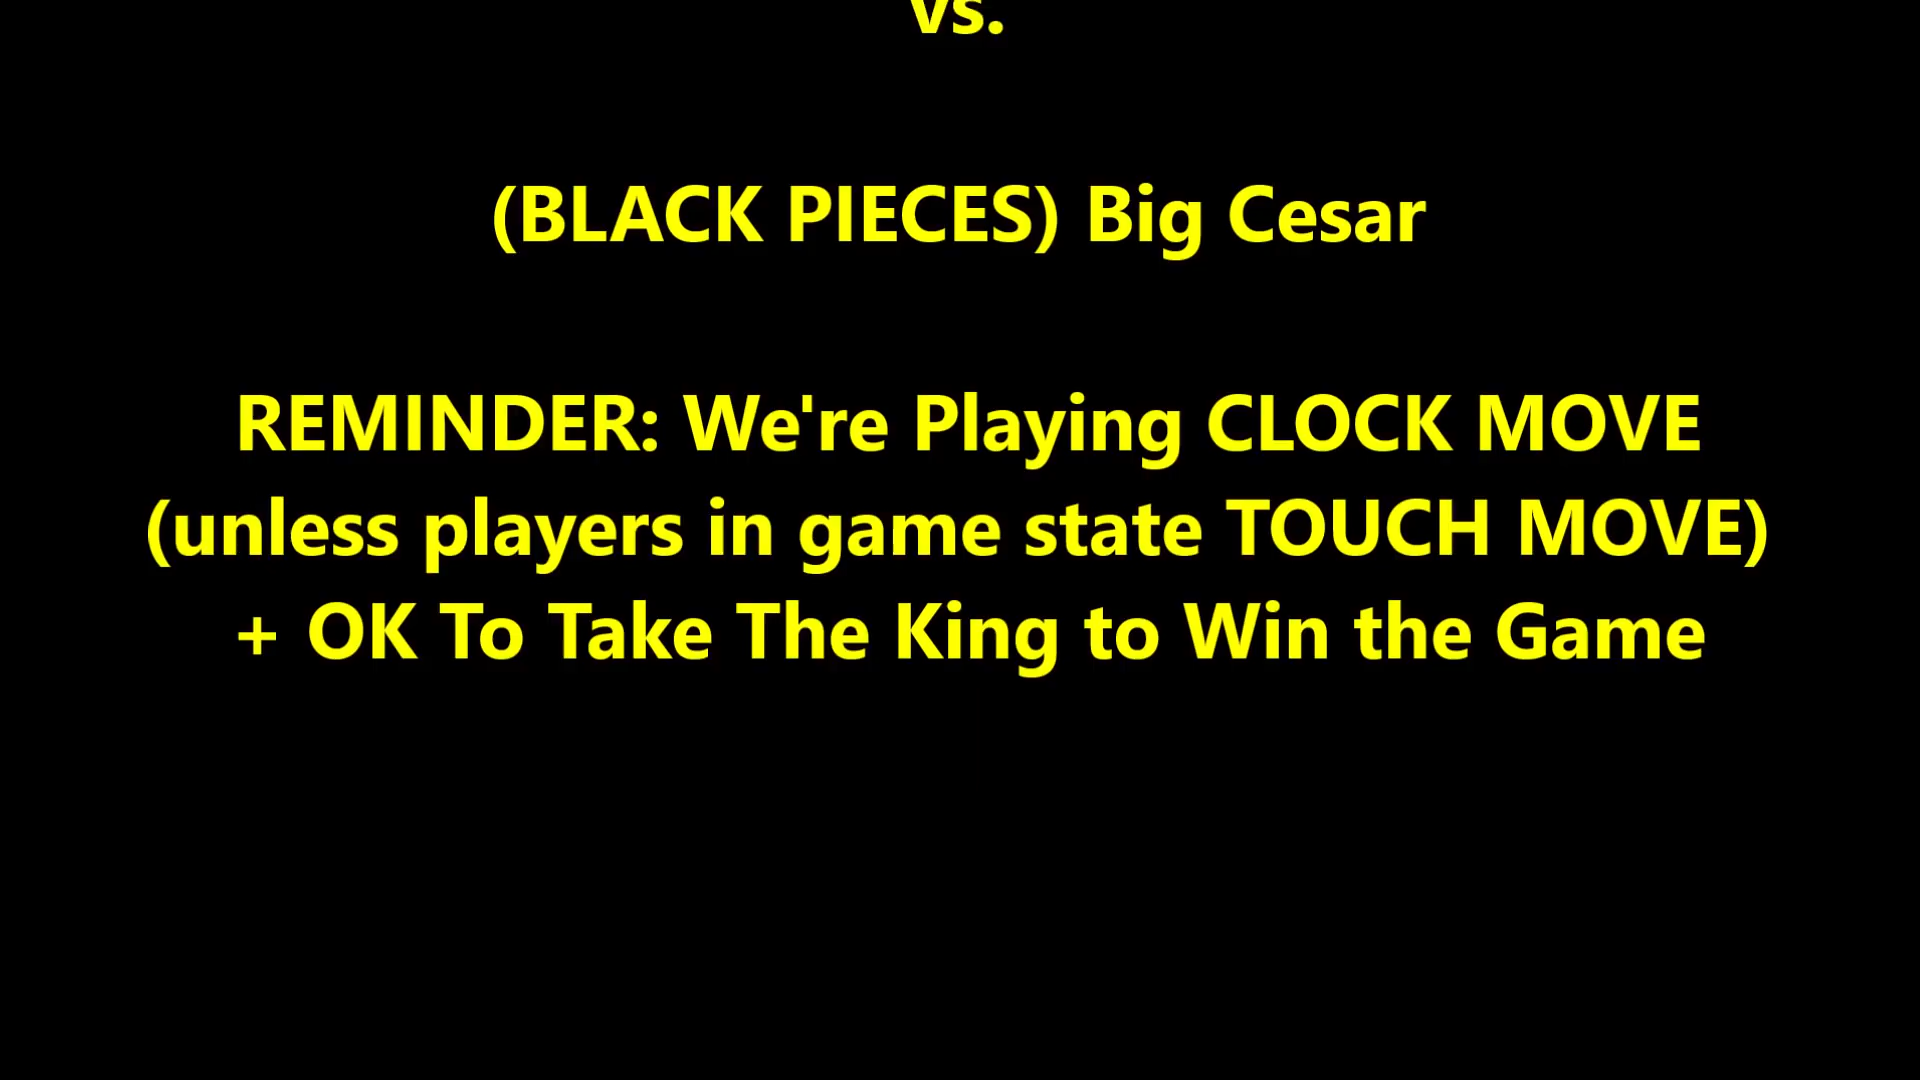 vs.
(BLACK PIECES) Big Cesar
REMINDER: We're Playing CLOCK MOVE
(unless players in game state TOUCH MOVE)
+ OK To Take The King to Win the Game